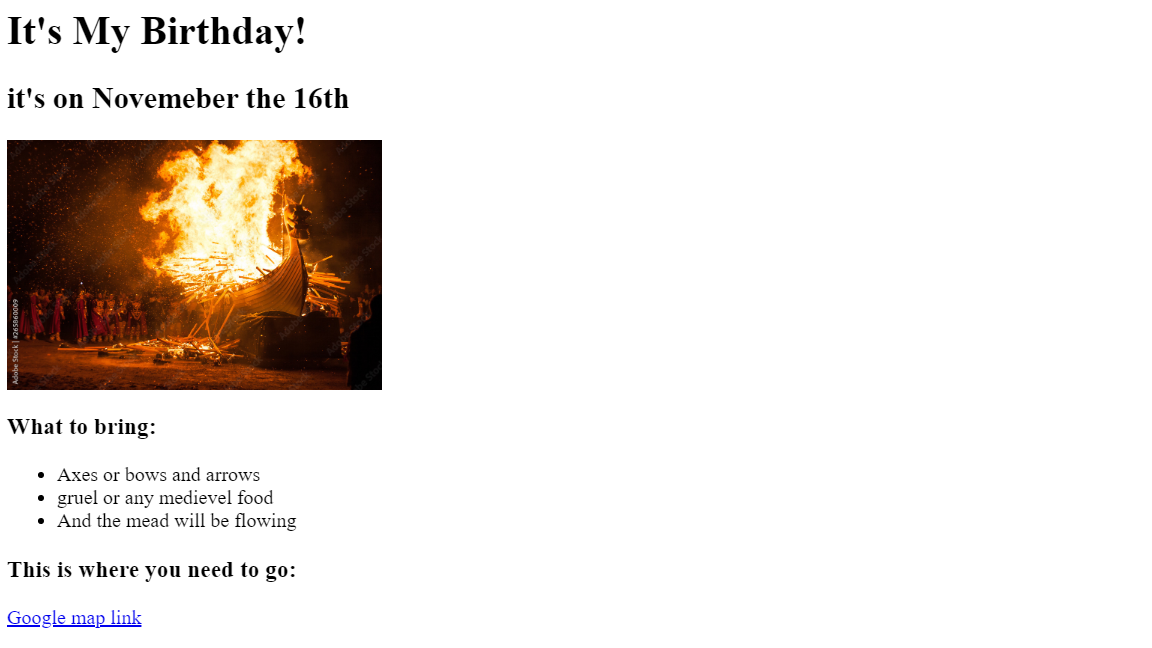 It's My Birthday!
it's on Novemeber the 16th
Adobe Stock | #265860009
What to bring:
Axes or bows and arrows
gruel or any medievel food
And the mead will be flowing
This is where you need to go:
Google map link